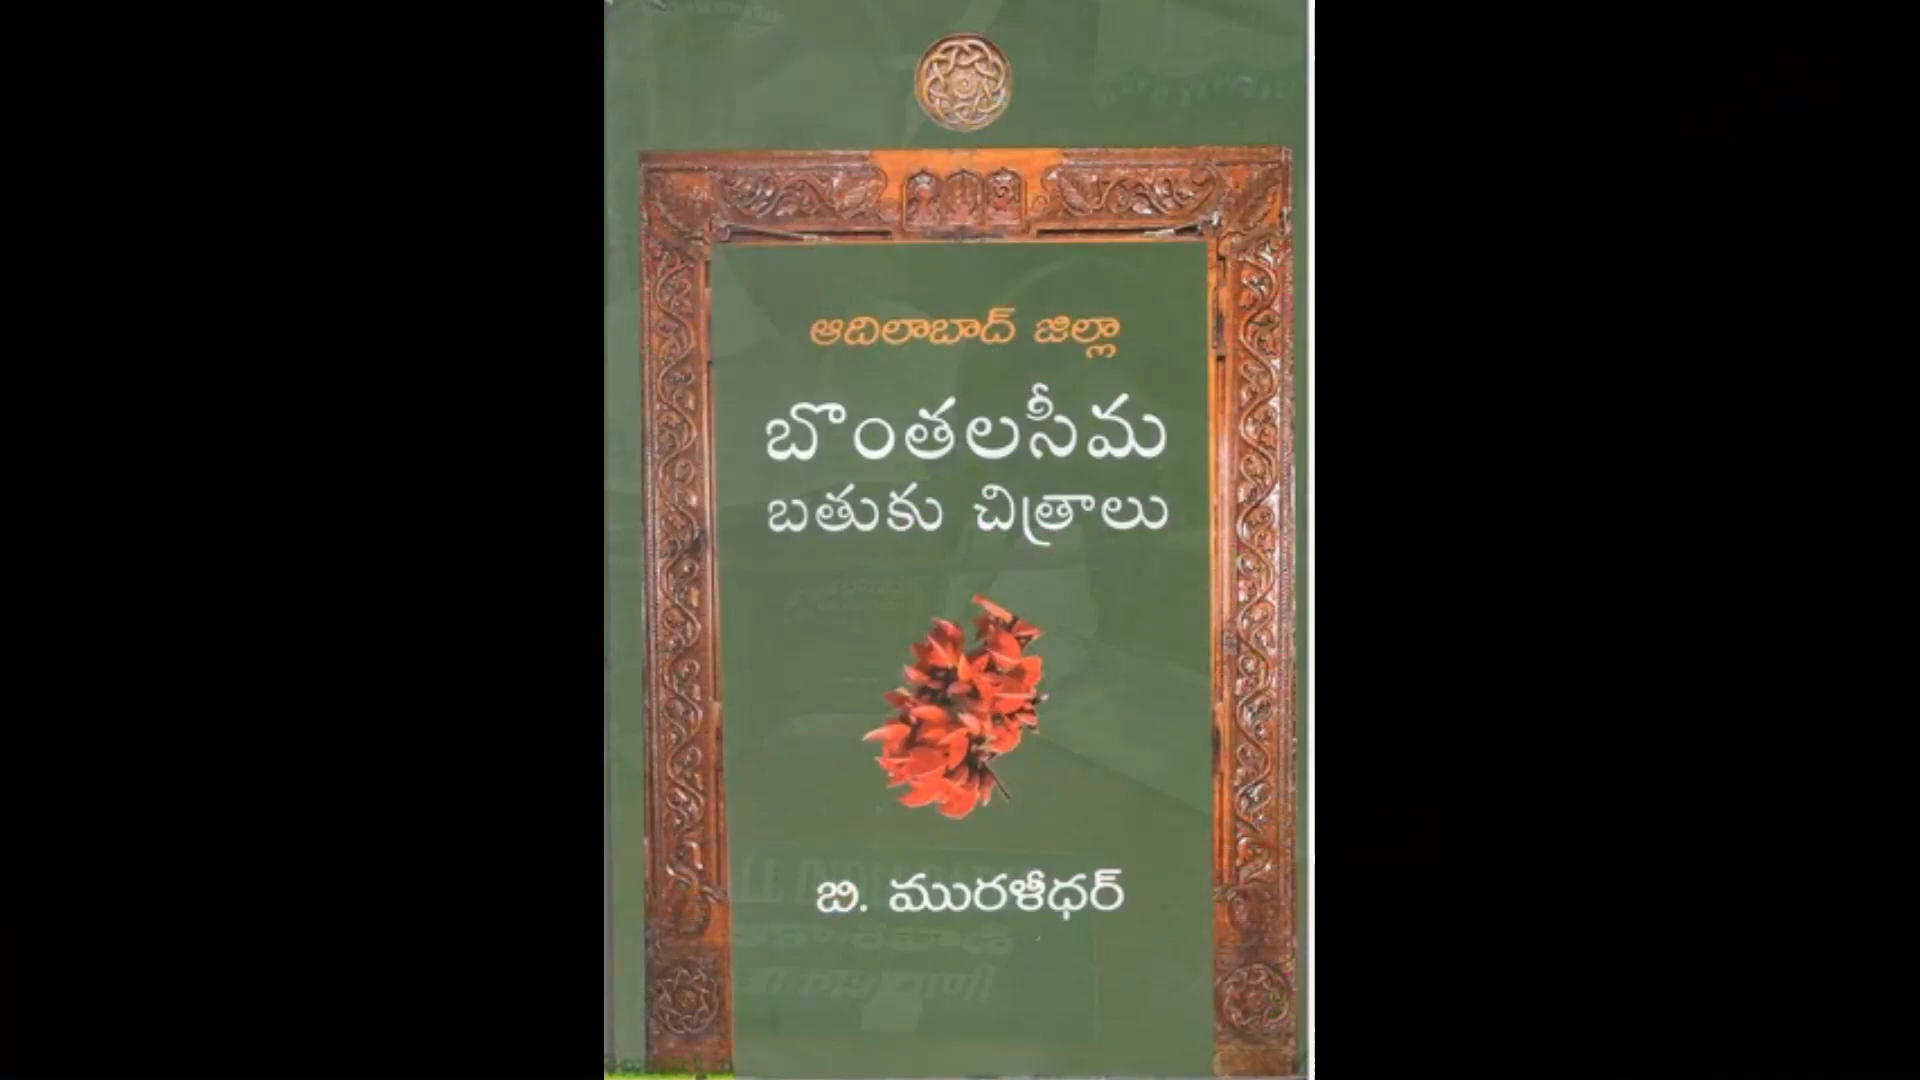 ఆదిలాబాద్ జిల్లా
బొంతలసీమ
బతుకు చిత్రాలు
బి. మురళీధర్